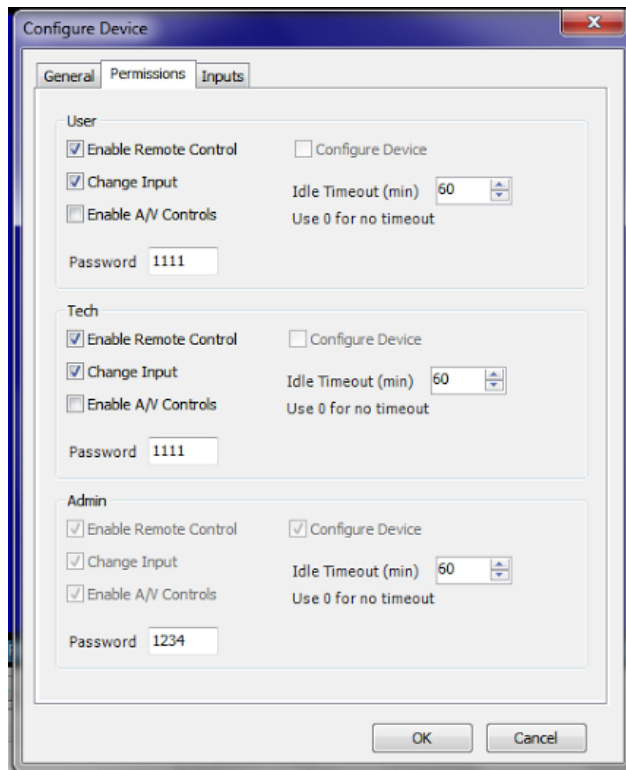 Configure Device
General Permissions Inputs
User
Enable Remote Control Configure Device
Change Input Idle Timeout (min) 60
Enable A/V Controls Use 0 for no timeout
Password 1111
Tech
Enable Remote Control Configure Device
Change Input Idle Timeout (min) 60
Enable A/V Controls Use 0 for no timeout
Password 1111
Admin
Enable Remote Control Configure Device
Change Input Idle Timeout (min) 60
Enable A/V Controls Use 0 for no timeout
Password 1234
OK Cancel